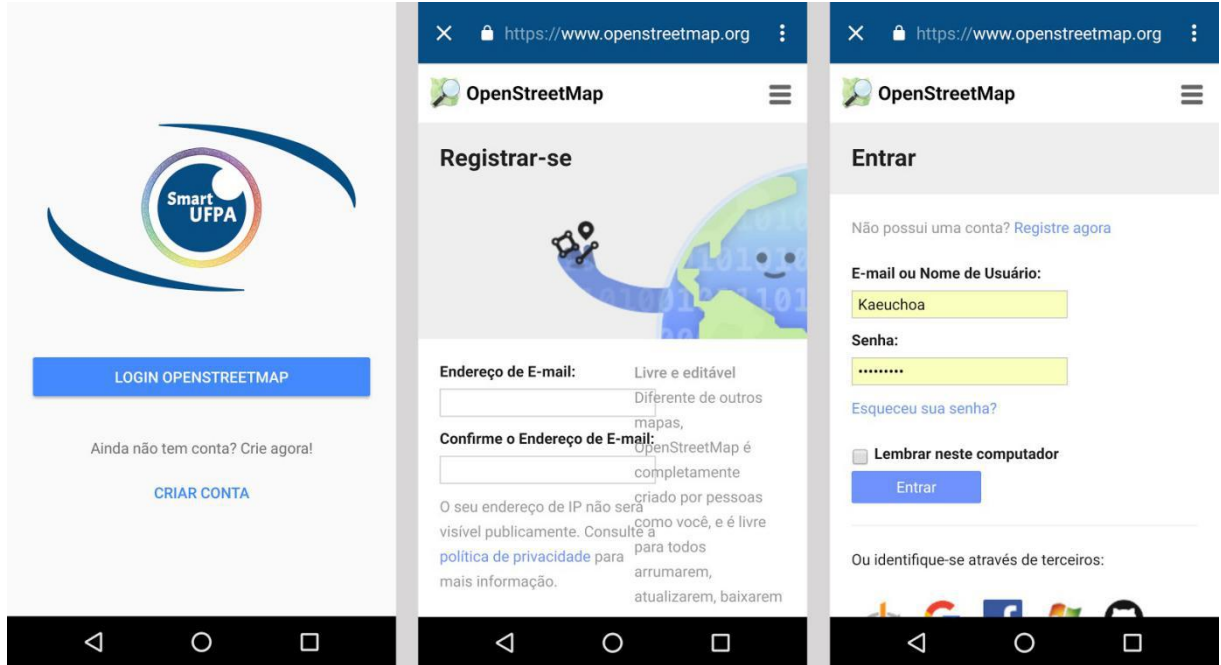 Smart
UFPA
LOGIN OPENSTREETMAP
Ainda não tem conta? Crie agora!
CRIAR CONTA
https://www.openstreetmap.org
OpenStreetMap
Registrar-se
Endereço de E-mail:
Confirme o Endereço de E-mail:
O seu endereço de IP não será
visível publicamente. Consulte a
política de privacidade para
mais informação.
Livre e editável
Diferente de outros
mapas,
OpenStreetMap é
completamente
criado por pessoas
como você, e é livre
para todos
arrumarem,
atualizarem, baixarem
https://www.openstreetmap.org
OpenStreetMap
Entrar
Não possui uma conta? Registre agora
E-mail ou Nome de Usuário:
Kaeuchoa
Senha:
•••••••••
Esqueceu sua senha?
Lembrar neste computador
Entrar
Ou identifique-se através de terceiros: